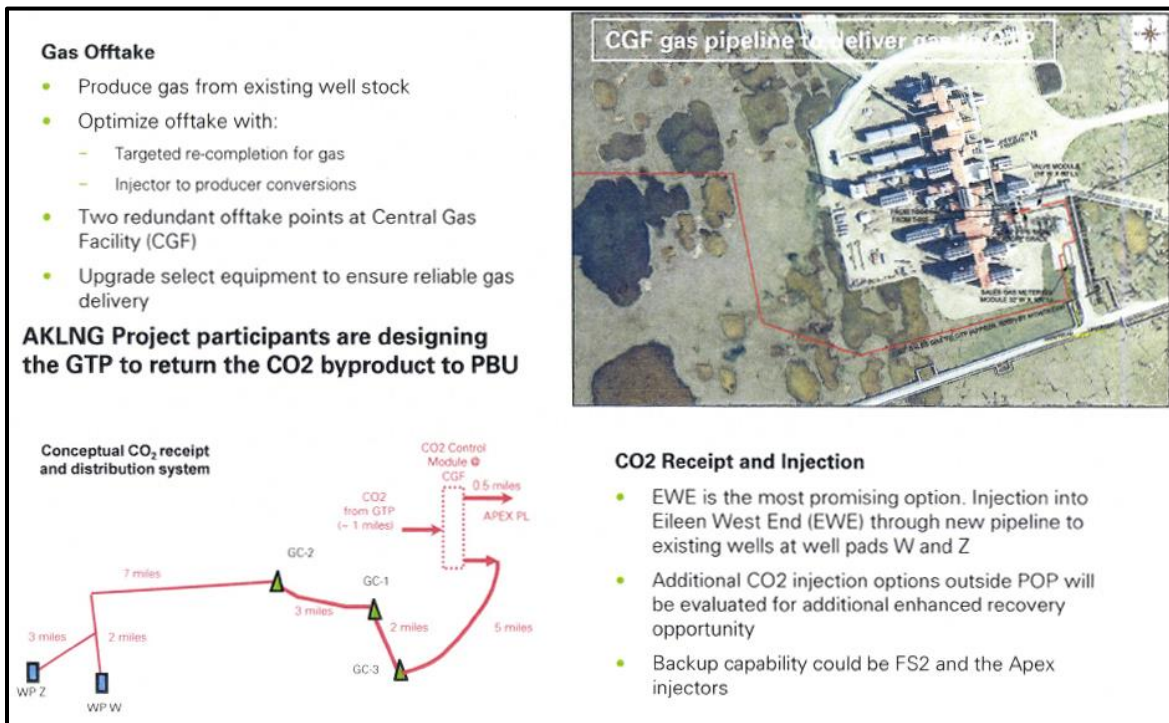 Gas Offtake
• Produce gas from existing well stock
• Optimize offtake with:
– Targeted re-completion for gas
– Injector to producer conversions
• Two redundant offtake points at Central Gas
Facility (CGF)
• Upgrade select equipment to ensure reliable gas
delivery
AKLNG Project participants are designing
the GTP to return the CO2 byproduct to PBU
CGF gas pipeline to deliver gas to GTP
VALVE MODULE
SALES GAS METERING
Conceptual CO₂ receipt
and distribution system
CO2 Control
Module @
CGF
0.5 miles
APEX PL
CO2
from GTP
(~ 1 miles)
GC-2
7 miles
GC-1
3 miles
2 miles
5 miles
3 miles
2 miles
GC-3
WP Z
WP W
CO2 Receipt and Injection
• EWE is the most promising option. Injection into
Eileen West End (EWE) through new pipeline to
existing wells at well pads W and Z
• Additional CO2 injection options outside POP will
be evaluated for additional enhanced recovery
opportunity
• Backup capability could be FS2 and the Apex
injectors